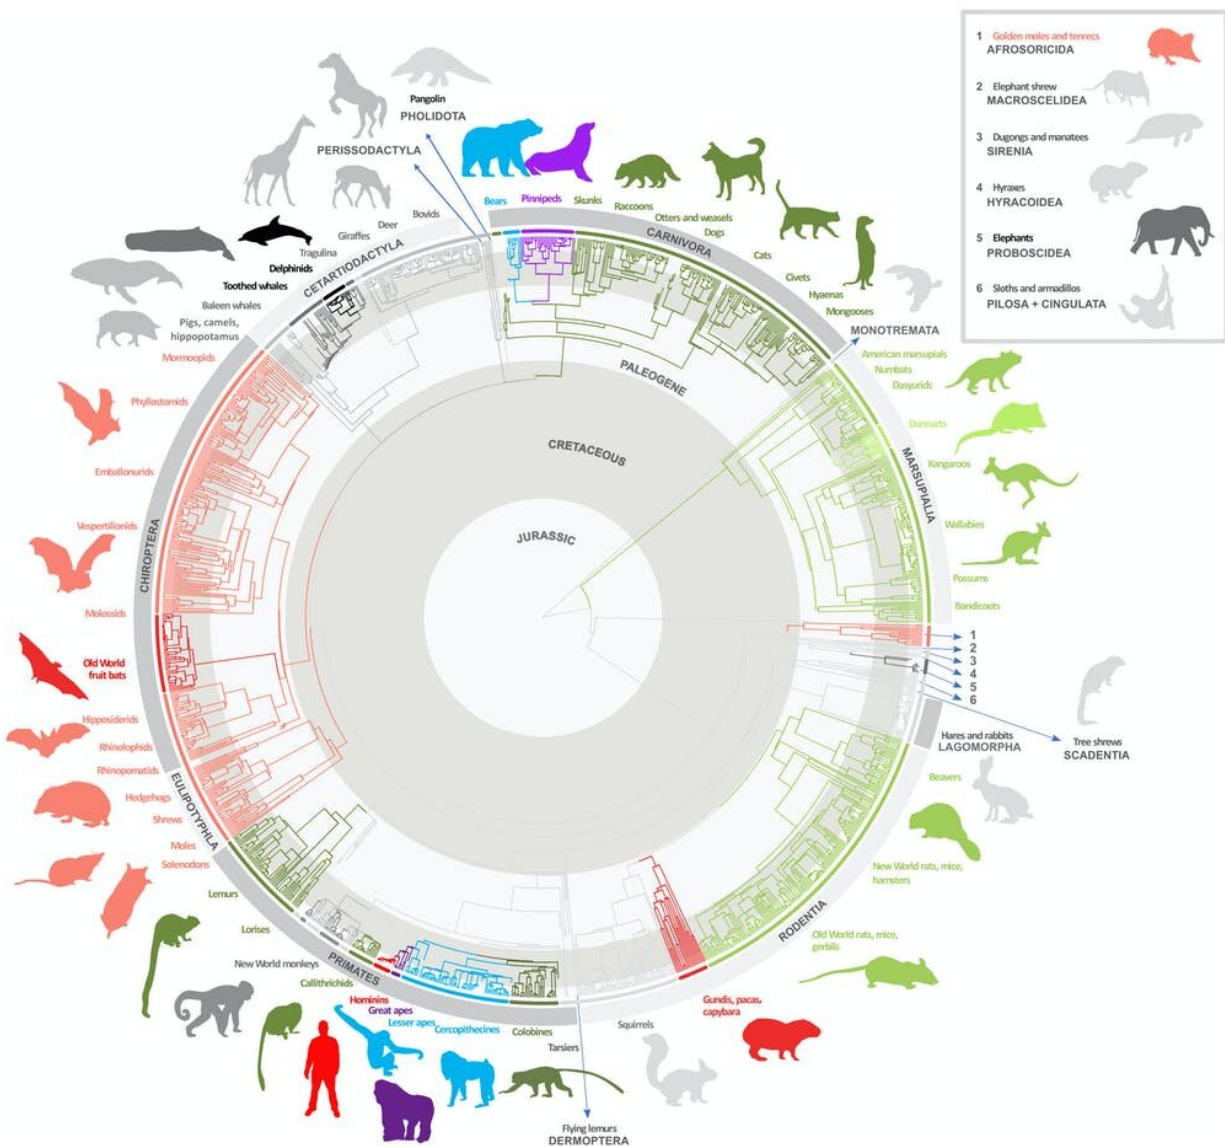 1 Golden moles and tenrecs
AFROSORICIDA
2 Elephant shrew
MACROSCELIDEA
3 Dugongs and manatees
SIRENIA
4 Hyraxes
HYRACOIDEA
5 Elephants
PROBOSCIDEA
6 Sloths and armadillos
PILOSA + CINGULATA
Pangolin
PHOLIDOTA
PERISSODACTYLA
Bears
Pinnipeds
Skunks
Raccoons
Otters and weasels
Dogs
CARNIVORA
Cats
Civets
Hyaenas
Mongooses
MONOTREMATA
American marsupials
Numbats
Dasyurids
Dunnarts
Kangaroos
MARSUPIALIA
Wallabies
Possums
Bandicoots
1
2
3
4
5
6
Tree shrews
SCADENTIA
Hares and rabbits
LAGOMORPHA
Beavers
New World rats, mice,
hamsters
RODENTIA
Old World rats, mice,
gerbils
Gundis, pacas,
capybara
Squirrels
Flying lemurs
DERMOPTERA
Tarsiers
Colobines
Cercopithecines
Lesser apes
Great apes
Hominins
Callithrichids
PRIMATES
New World monkeys
Lorises
Lemurs
Solenodons
Moles
Shrews
Hedgehogs
EULIPOTYPHLA
Rhinopomatids
Rhinolophids
Hipposiderids
Old World
fruit bats
Molossids
CHIROPTERA
Vespertilionids
Emballonurids
Phyllostomids
Mormoopids
Pigs, camels,
hippopotamus
Baleen whales
Toothed whales
Delphinids
CETARTIODACTYLA
Tragulina
Giraffes
Deer
Bovids
PALEOGENE
CRETACEOUS
JURASSIC